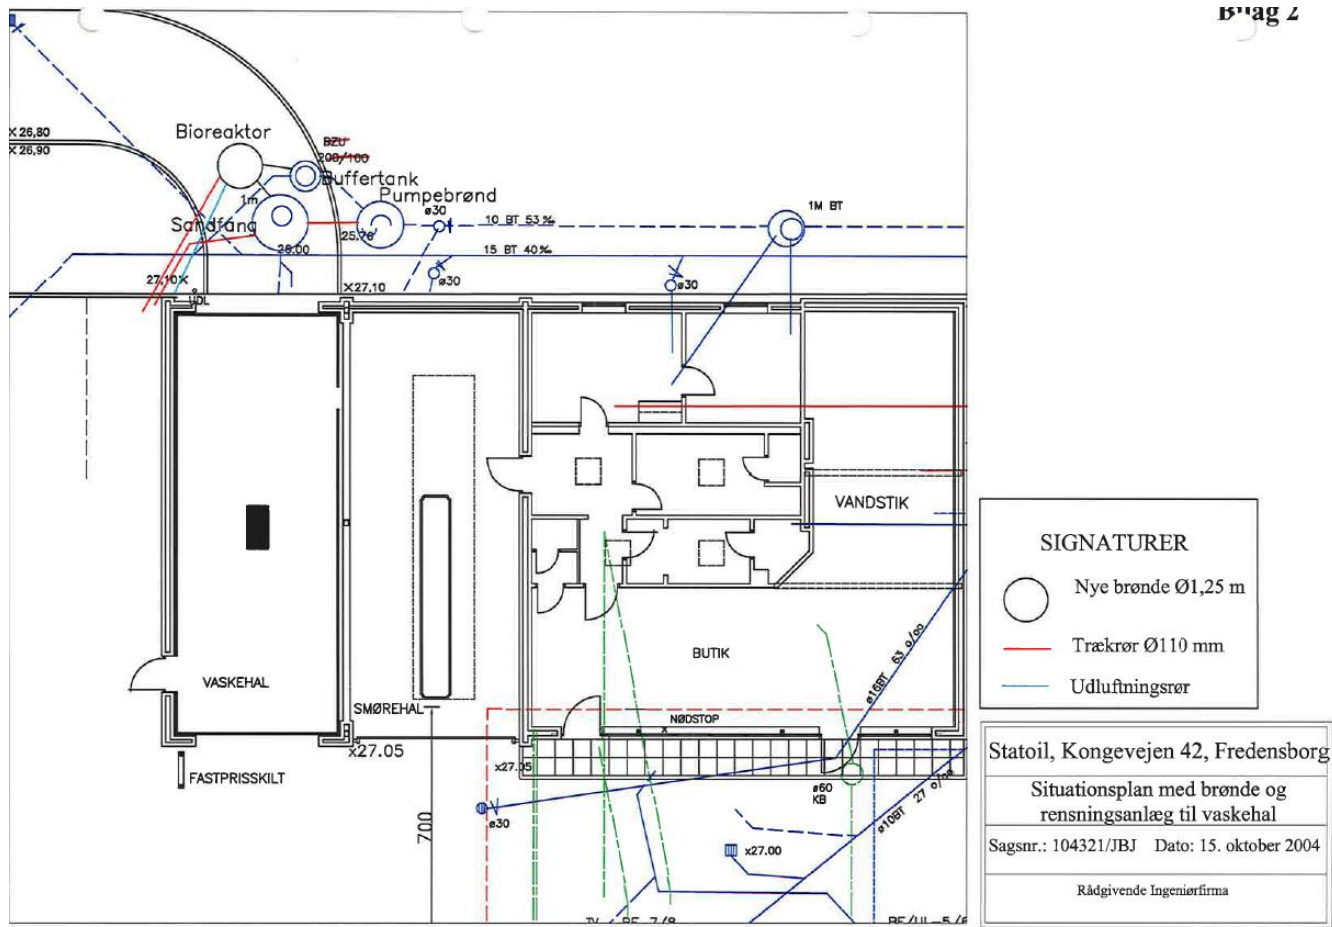 Bilag 2
x 26,80
x 26,90
Bioreaktor
BZU
200/100
Buffertank
Pumpebrønd
1m
Sandfang
ø30
10 BT 53 ‰
1M BT
25.76
26.00
15 BT 40‰
27,10x
ø30
ø30
UDL
x27.10
VANDSTIK
BUTIK
VASKEHAL
SMØREHAL
NØDSTOP
x27.05
x27.05
FASTPRISSKILT
700
ø30
ø60
KB
ø16BT 63 o/oo
ø10BT 27 o/oo
x27.00
SIGNATURER
Nye brønde Ø1,25 m
Trækrør Ø110 mm
Udluftningsrør
Statoil, Kongevejen 42, Fredensborg
Situationsplan med brønde og
rensningsanlæg til vaskehal
Sagsnr.: 104321/JBJ Dato: 15. oktober 2004
Rådgivende Ingeniørfirma